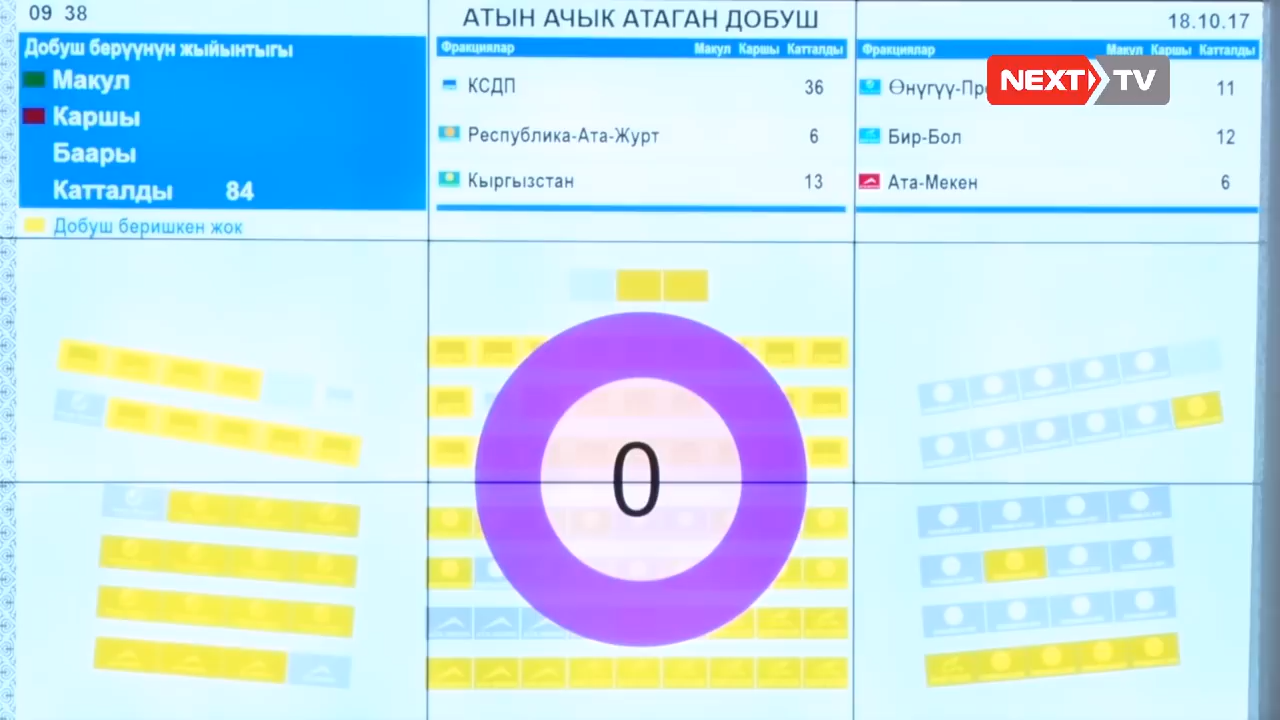 09 38
АТЫН АЧЫК АТАГАН ДОБУШ
18.10.17
Добуш берүүнүн жыйынтыгы
Макул
Каршы
Баары
Катталды 84
Добуш беришкен жок
Фракциялар Макул Каршы Катталды
КСДП 36
Республика-Ата-Журт 6
Кыргызстан 13
Фракциялар Макул Каршы Катталды
NEXT TV
Өнүгүү- 11
Бир-Бол 12
Ата-Мекен 6
0